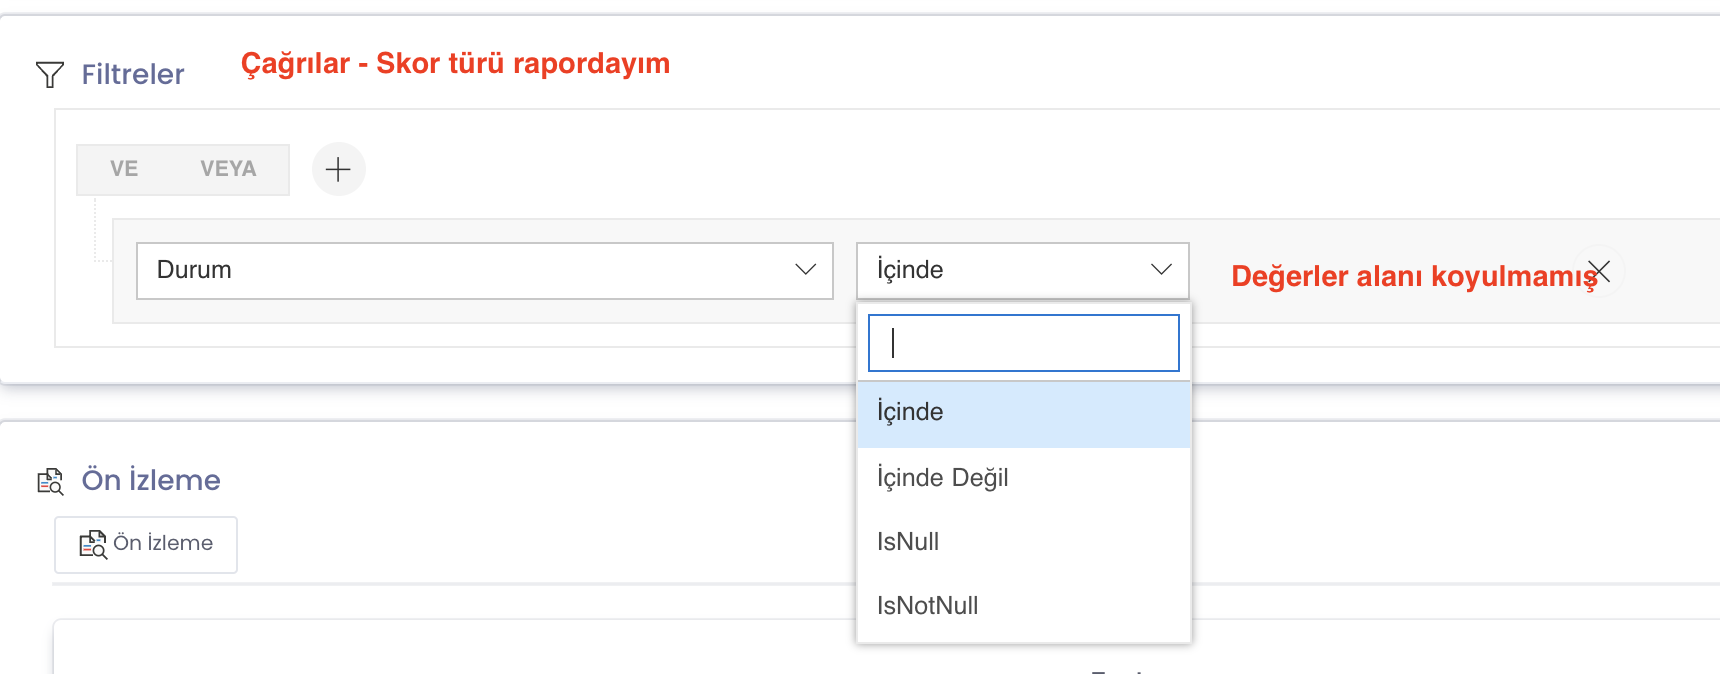 Filtreler
Çağrılar - Skor türü rapordayım
VE VEYA
Durum
İçinde
Değerler alanı koyulmamış
İçinde
İçinde Değil
IsNull
IsNotNull
Ön İzleme
Ön İzleme